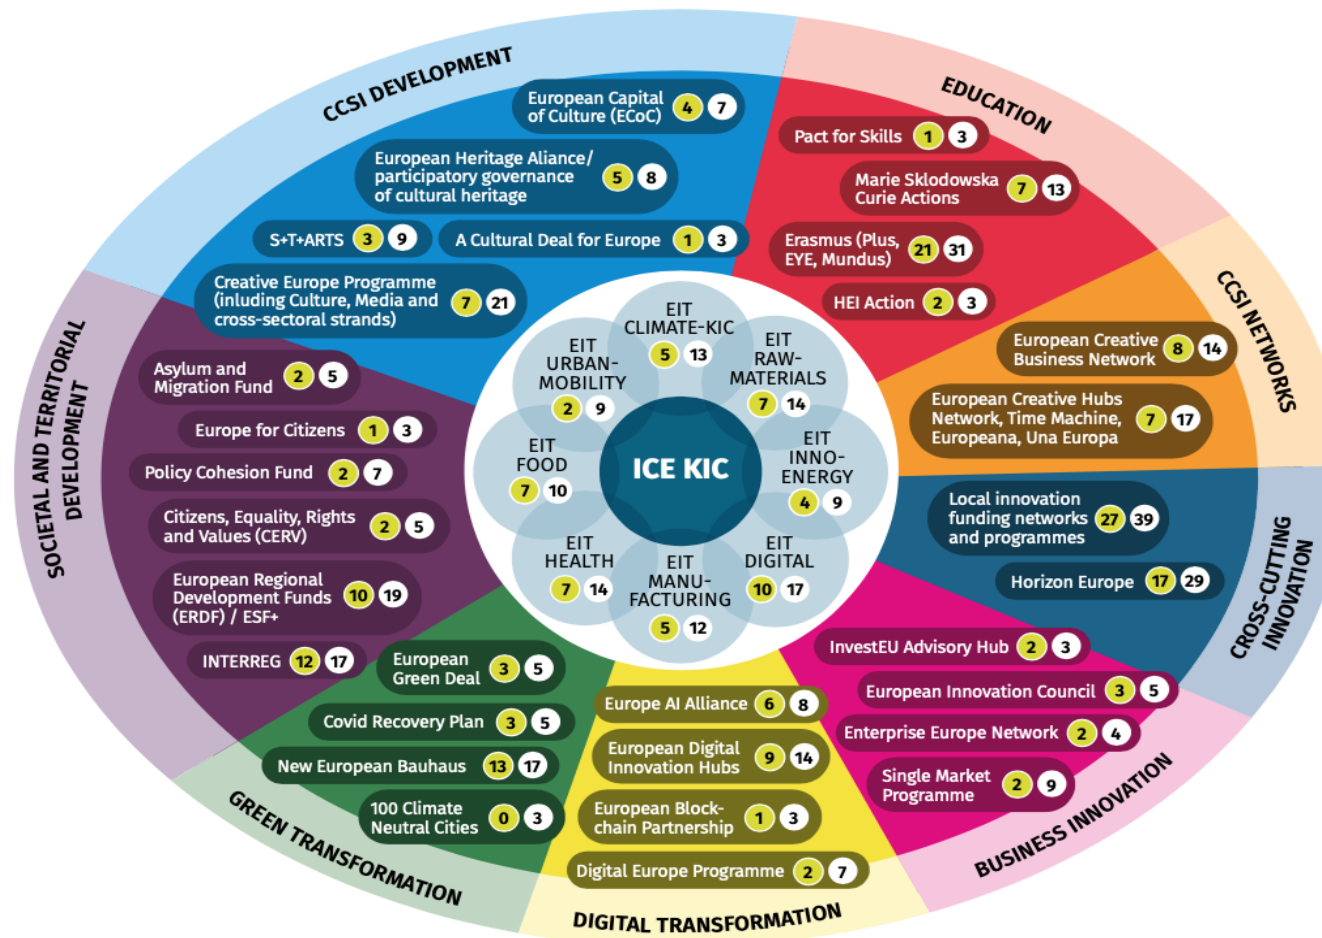 CCSI DEVELOPMENT
European Capital
of Culture (ECoC)
4 7
European Heritage Aliance/
participatory governance
of cultural heritage
5 8
S+T+ARTS 3 9
A Cultural Deal for Europe 1 3
Creative Europe Programme
(inluding Culture, Media and
cross-sectoral strands)
7 21
EDUCATION
Pact for Skills 1 3
Marie Sklodowska
Curie Actions
7 13
Erasmus (Plus,
EYE, Mundus)
21 31
HEI Action 2 3
CCSI NETWORKS
European Creative
Business Network
8 14
European Creative Hubs
Network, Time Machine,
Europeana, Una Europa
7 17
CROSS-CUTTING
INNOVATION
Local innovation
funding networks
and programmes
27 39
Horizon Europe 17 29
BUSINESS INNOVATION
InvestEU Advisory Hub 2 3
European Innovation Council 3 5
Enterprise Europe Network 2 4
Single Market
Programme
2 9
DIGITAL TRANSFORMATION
Europe AI Alliance 6 8
European Digital
Innovation Hubs
9 14
European Block-
chain Partnership
1 3
Digital Europe Programme 2 7
GREEN TRANSFORMATION
European
Green Deal
3 5
Covid Recovery Plan 3 5
New European Bauhaus 13 17
100 Climate
Neutral Cities
0 3
SOCIETAL AND TERRITORIAL
DEVELOPMENT
Asylum and
Migration Fund
2 5
Europe for Citizens 1 3
Policy Cohesion Fund 2 7
Citizens, Equality, Rights
and Values (CERV)
2 5
European Regional
Development Funds
(ERDF) / ESF+
10 19
INTERREG 12 17
ICE KIC
EIT
CLIMATE-KIC
5 13
EIT
RAW-
MATERIALS
7 14
EIT
INNO-
ENERGY
4 9
EIT
DIGITAL
10 17
EIT
MANU-
FACTURING
5 12
EIT
HEALTH
7 14
EIT
FOOD
7 10
EIT
URBAN-
MOBILITY
2 9